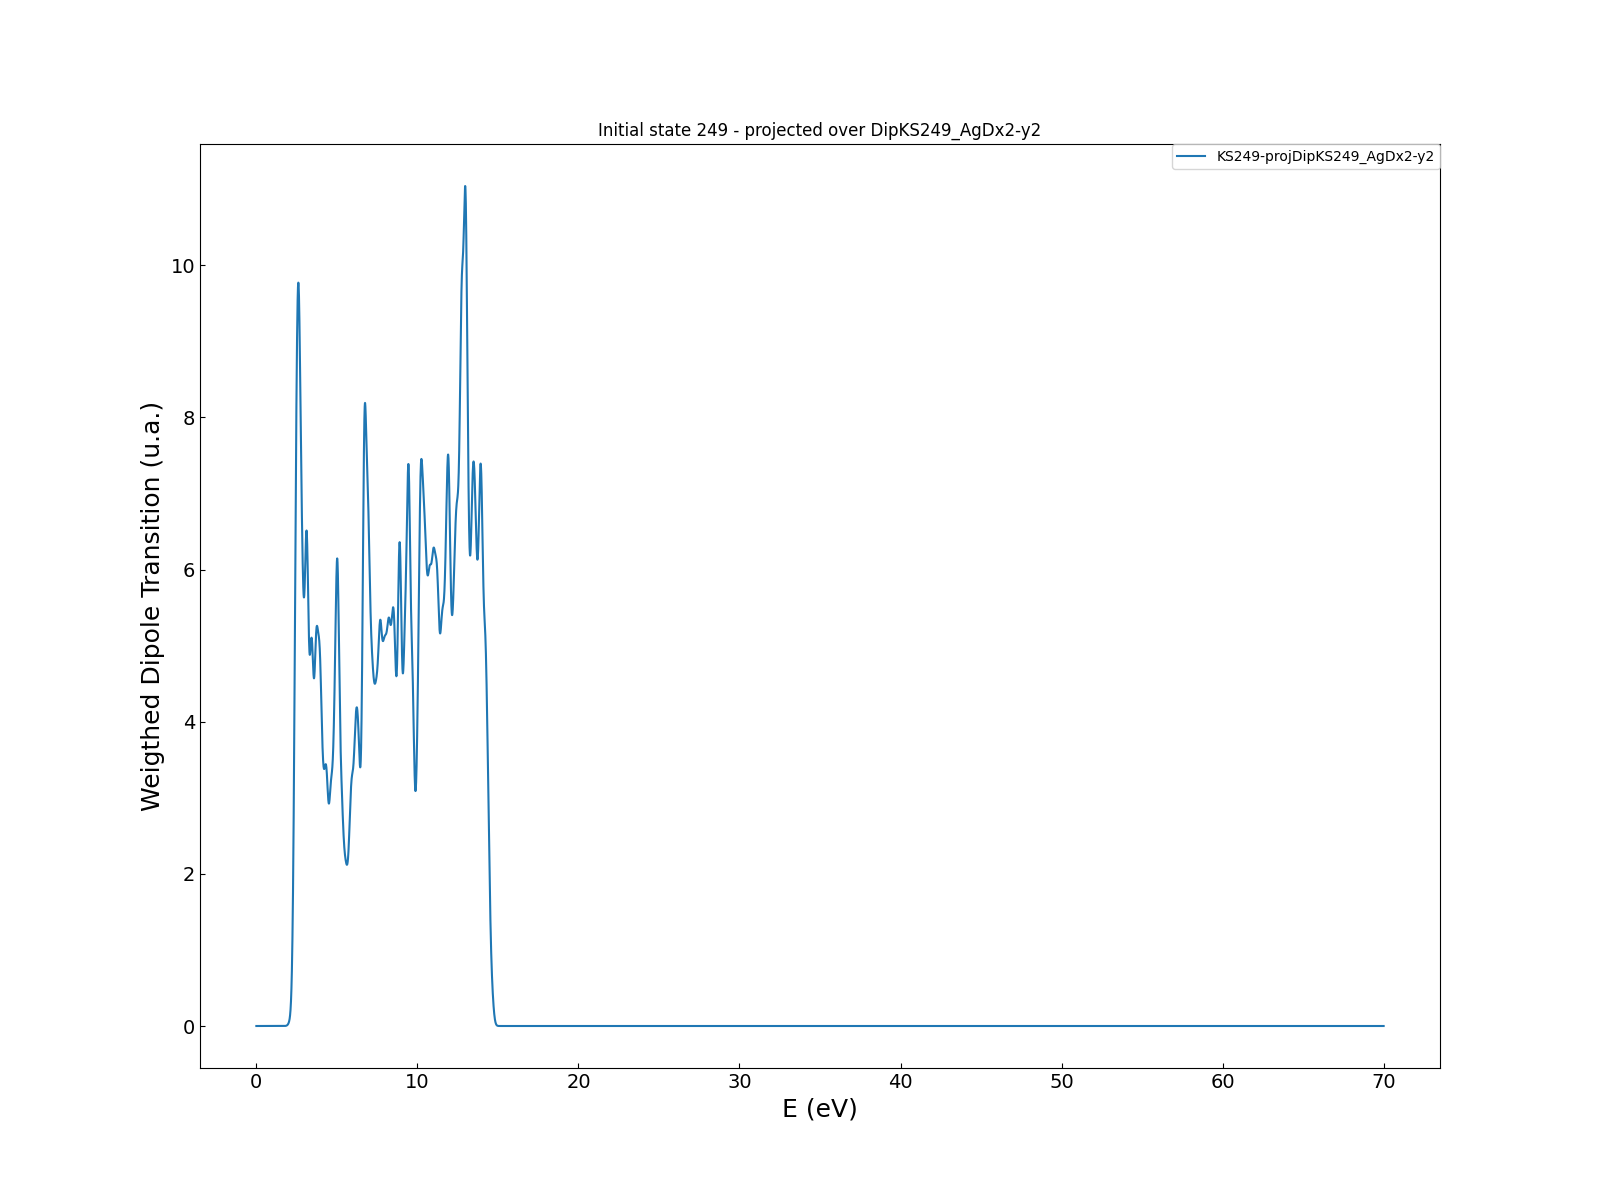 Initial state 249 - projected over DipKS249_AgDx2-y2
KS249-projDipKS249_AgDx2-y2
Weigthed Dipole Transition (u.a.)
10
8
6
4
2
0
0 10 20 30 40 50 60 70
E (eV)